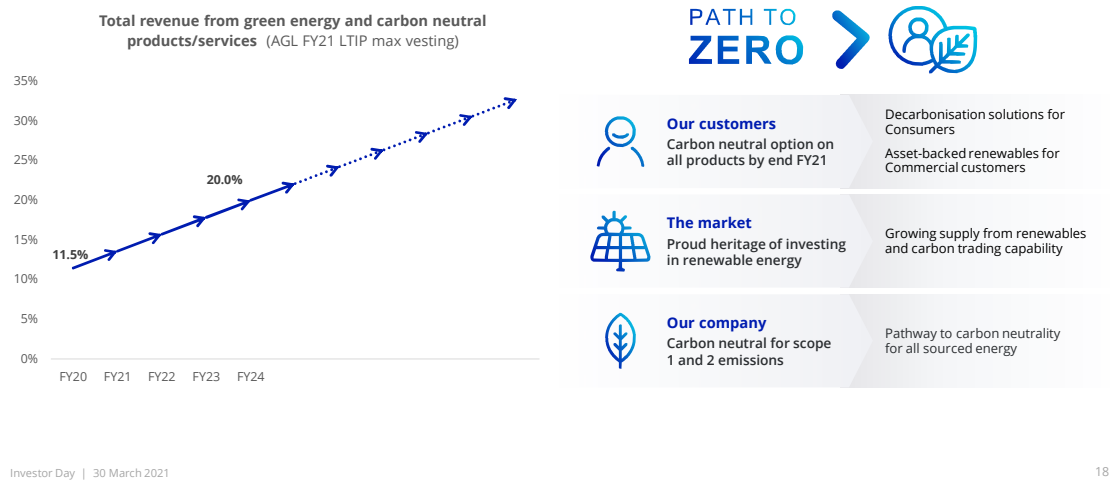 Total revenue from green energy and carbon neutral
products/services (AGL FY21 LTIP max vesting)
35%
30%
25%
20%
15%
10%
5%
0%
11.5%
20.0%
FY20 FY21 FY22 FY23 FY24
PATH TO
ZERO
Our customers
Carbon neutral option on
all products by end FY21
Decarbonisation solutions for
Consumers
Asset-backed renewables for
Commercial customers
The market
Proud heritage of investing
in renewable energy
Growing supply from renewables
and carbon trading capability
Our company
Carbon neutral for scope
1 and 2 emissions
Pathway to carbon neutrality
for all sourced energy
Investor Day | 30 March 2021
18